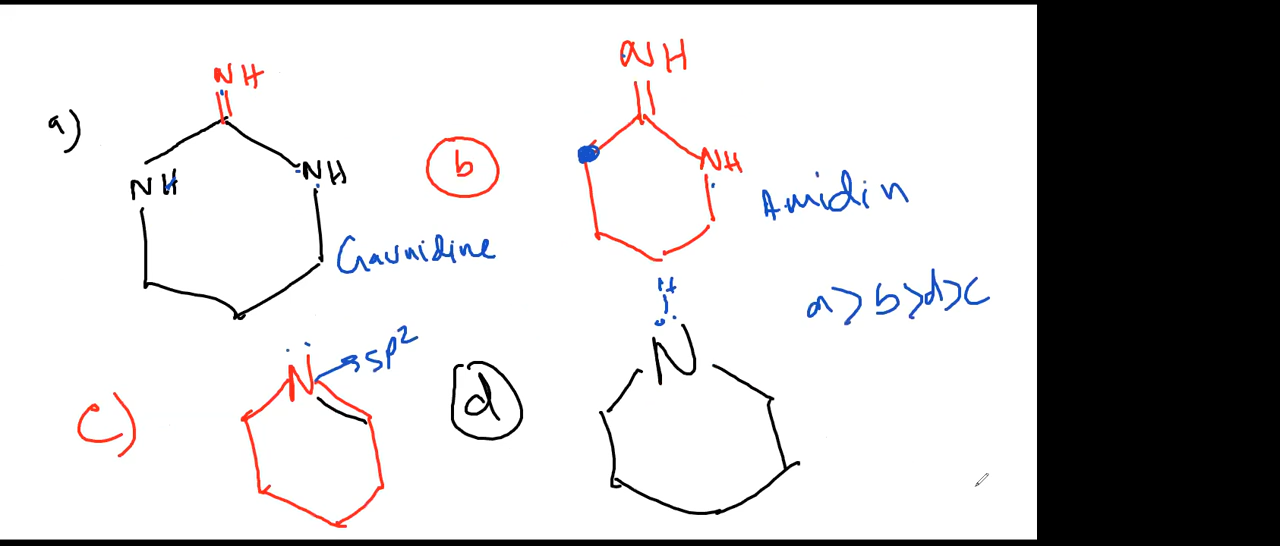 a)
NH
NH
NH
Gaunidine
b
NH
NH
Amidin
a > b > d > c
c)
N
SP²
d
H
N